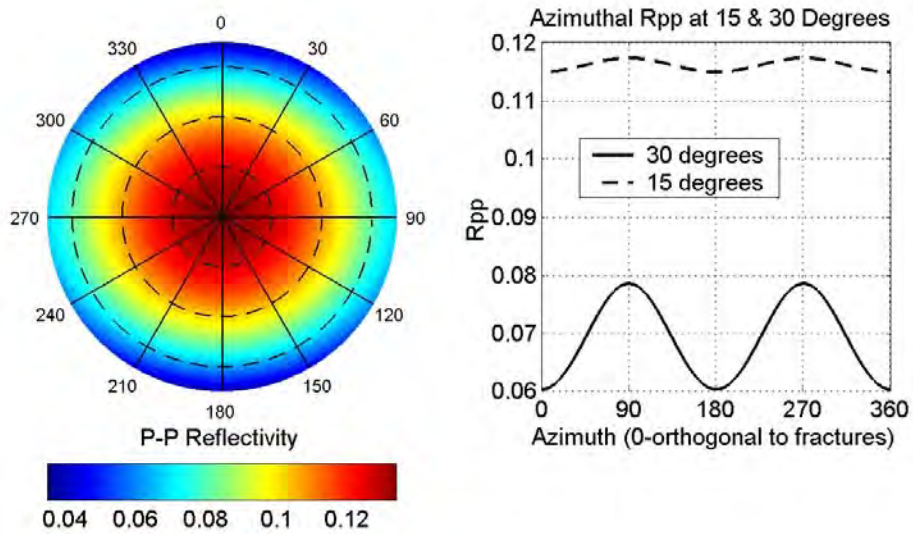 0
30
60
90
120
150
180
210
240
270
300
330
P-P Reflectivity
0.04 0.06 0.08 0.1 0.12
Azimuthal Rpp at 15 & 30 Degrees
0.12
0.11
0.1
0.09
0.08
0.07
0.06
Rpp
30 degrees
15 degrees
0 90 180 270 360
Azimuth (0-orthogonal to fractures)